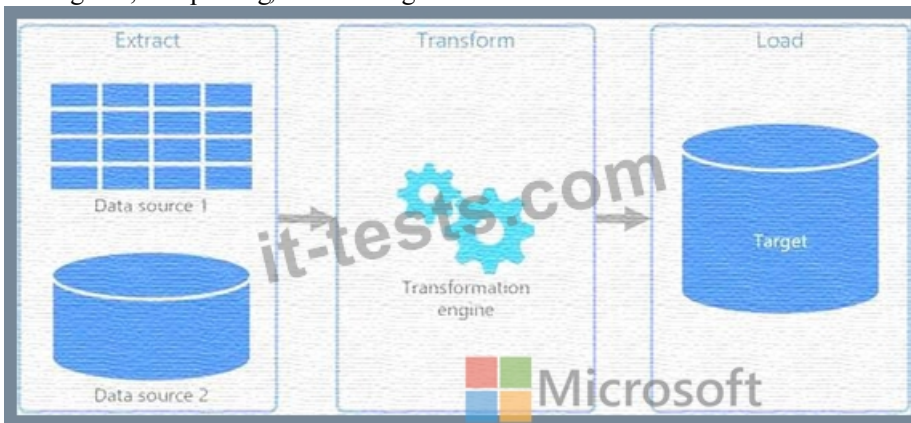 Extract
Transform
Load
Data source 1
Data source 2
Transformation
engine
Target
it-tests.com
Microsoft